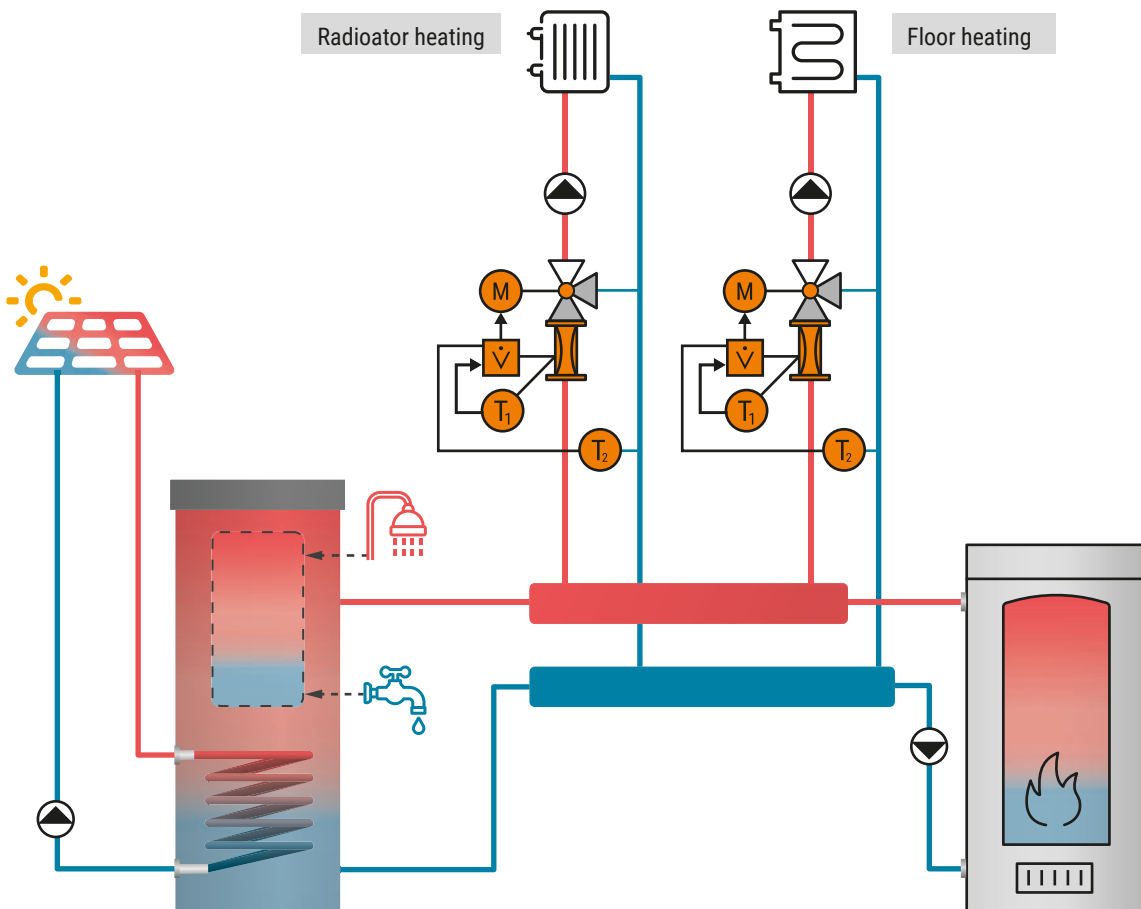 Radioator heating
Floor heating
M
M
V̇
V̇
T₁
T₁
T₂
T₂